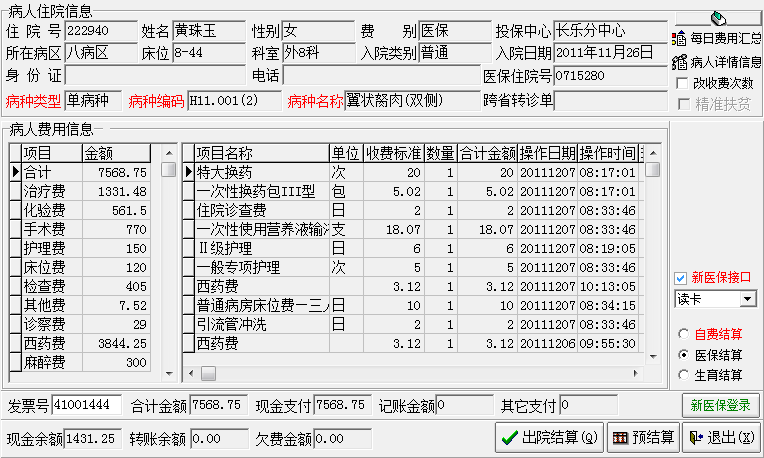 病人住院信息
住 院 号 222940 姓名 黄珠玉 性别 女 费 别 医保 投保中心 长乐分中心
所在病区 八病区 床位 8-44 科室 外8科 入院类别 普通 入院日期 2011年11月26日 每日费用汇总
身 份 证 电话 医保住院号 0715280 病人详情信息
改收费次数
病种类型 单病种 病种编码 H11.001(2) 病种名称 翼状胬肉(双侧) 跨省转诊单 精准扶贫
病人费用信息
项目 金额
合计 7568.75
治疗费 1331.48
化验费 561.5
手术费 770
护理费 150
床位费 120
检查费 405
其他费 7.52
诊察费 29
西药费 3844.25
麻醉费 300
项目名称 单位 收费标准 数量 合计金额 操作日期 操作时间
特大换药 次 20 1 20 20111207 08:17:01
一次性换药包III型 包 5.02 1 5.02 20111207 08:17:01
住院诊查费 日 2 1 2 20111207 08:33:46
一次性使用营养液输液 支 18.07 1 18.07 20111207 08:33:46
Ⅱ级护理 日 6 1 6 20111207 08:19:05
一般专项护理 次 5 1 5 20111207 08:33:46
西药费 3.12 1 3.12 20111207 10:13:05
普通病房床位费－三人 日 10 1 10 20111207 08:34:15
引流管冲洗 日 2 1 2 20111207 08:33:46
西药费 3.12 1 3.12 20111206 09:55:30
新医保接口
读卡
自费结算
医保结算
生育结算
发票号 41001444 合计金额 7568.75 现金支付 7568.75 记账金额 0 其它支付 0 新医保登录
现金余额 1431.25 转账余额 0.00 欠费金额 0.00 出院结算(Q) 预结算 退出(X)